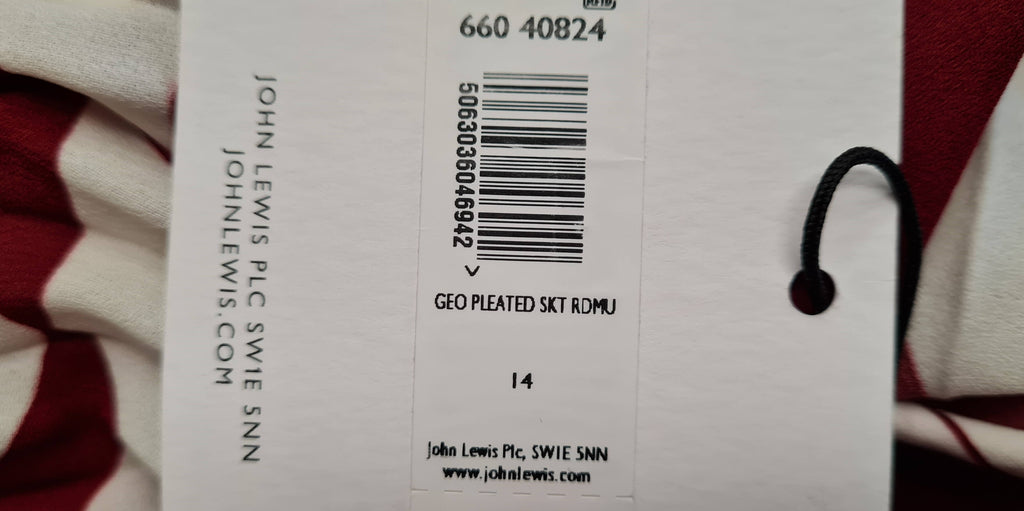 660 40824
5063036046942
GEO PLEATED SKT RDMU
14
John Lewis Plc, SW1E 5NN
www.johnlewis.com
JOHN LEWIS PLC SW1E 5NN
JOHNLEWIS.COM